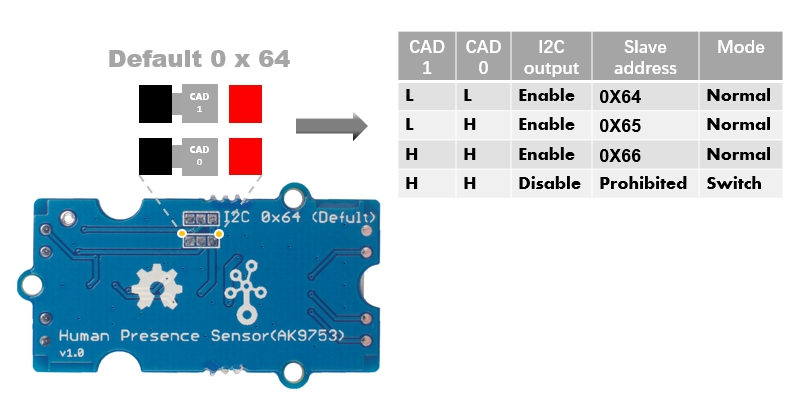 Default 0 x 64
CAD
1
CAD
0
CAD 1 CAD 0 I2C output Slave address Mode
L L Enable 0X64 Normal
L H Enable 0X65 Normal
H H Enable 0X66 Normal
H H Disable Prohibited Switch
I2C 0x64 (Defult)
Human Presence Sensor(AK9753)
v1.0